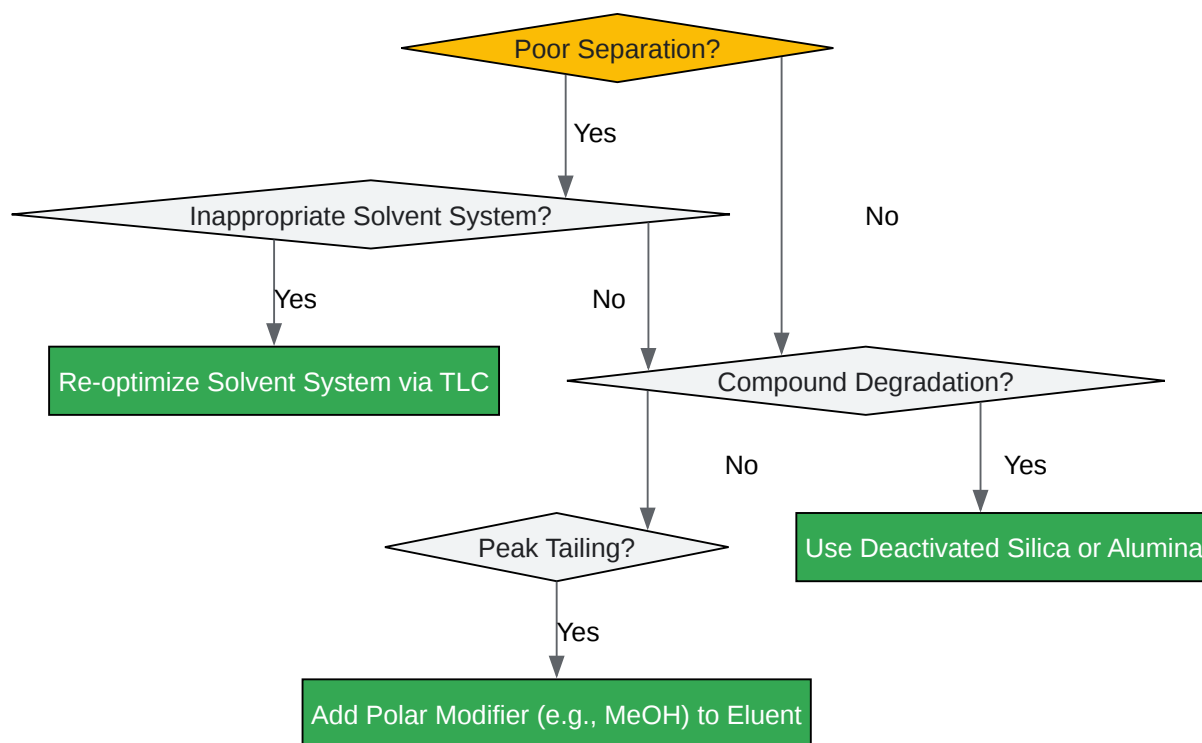 Poor Separation?
Yes
Inappropriate Solvent System?
No
Yes
No
Re-optimize Solvent System via TLC
Compound Degradation?
No
Yes
Peak Tailing?
Use Deactivated Silica or Alumina
Yes
Add Polar Modifier (e.g., MeOH) to Eluent